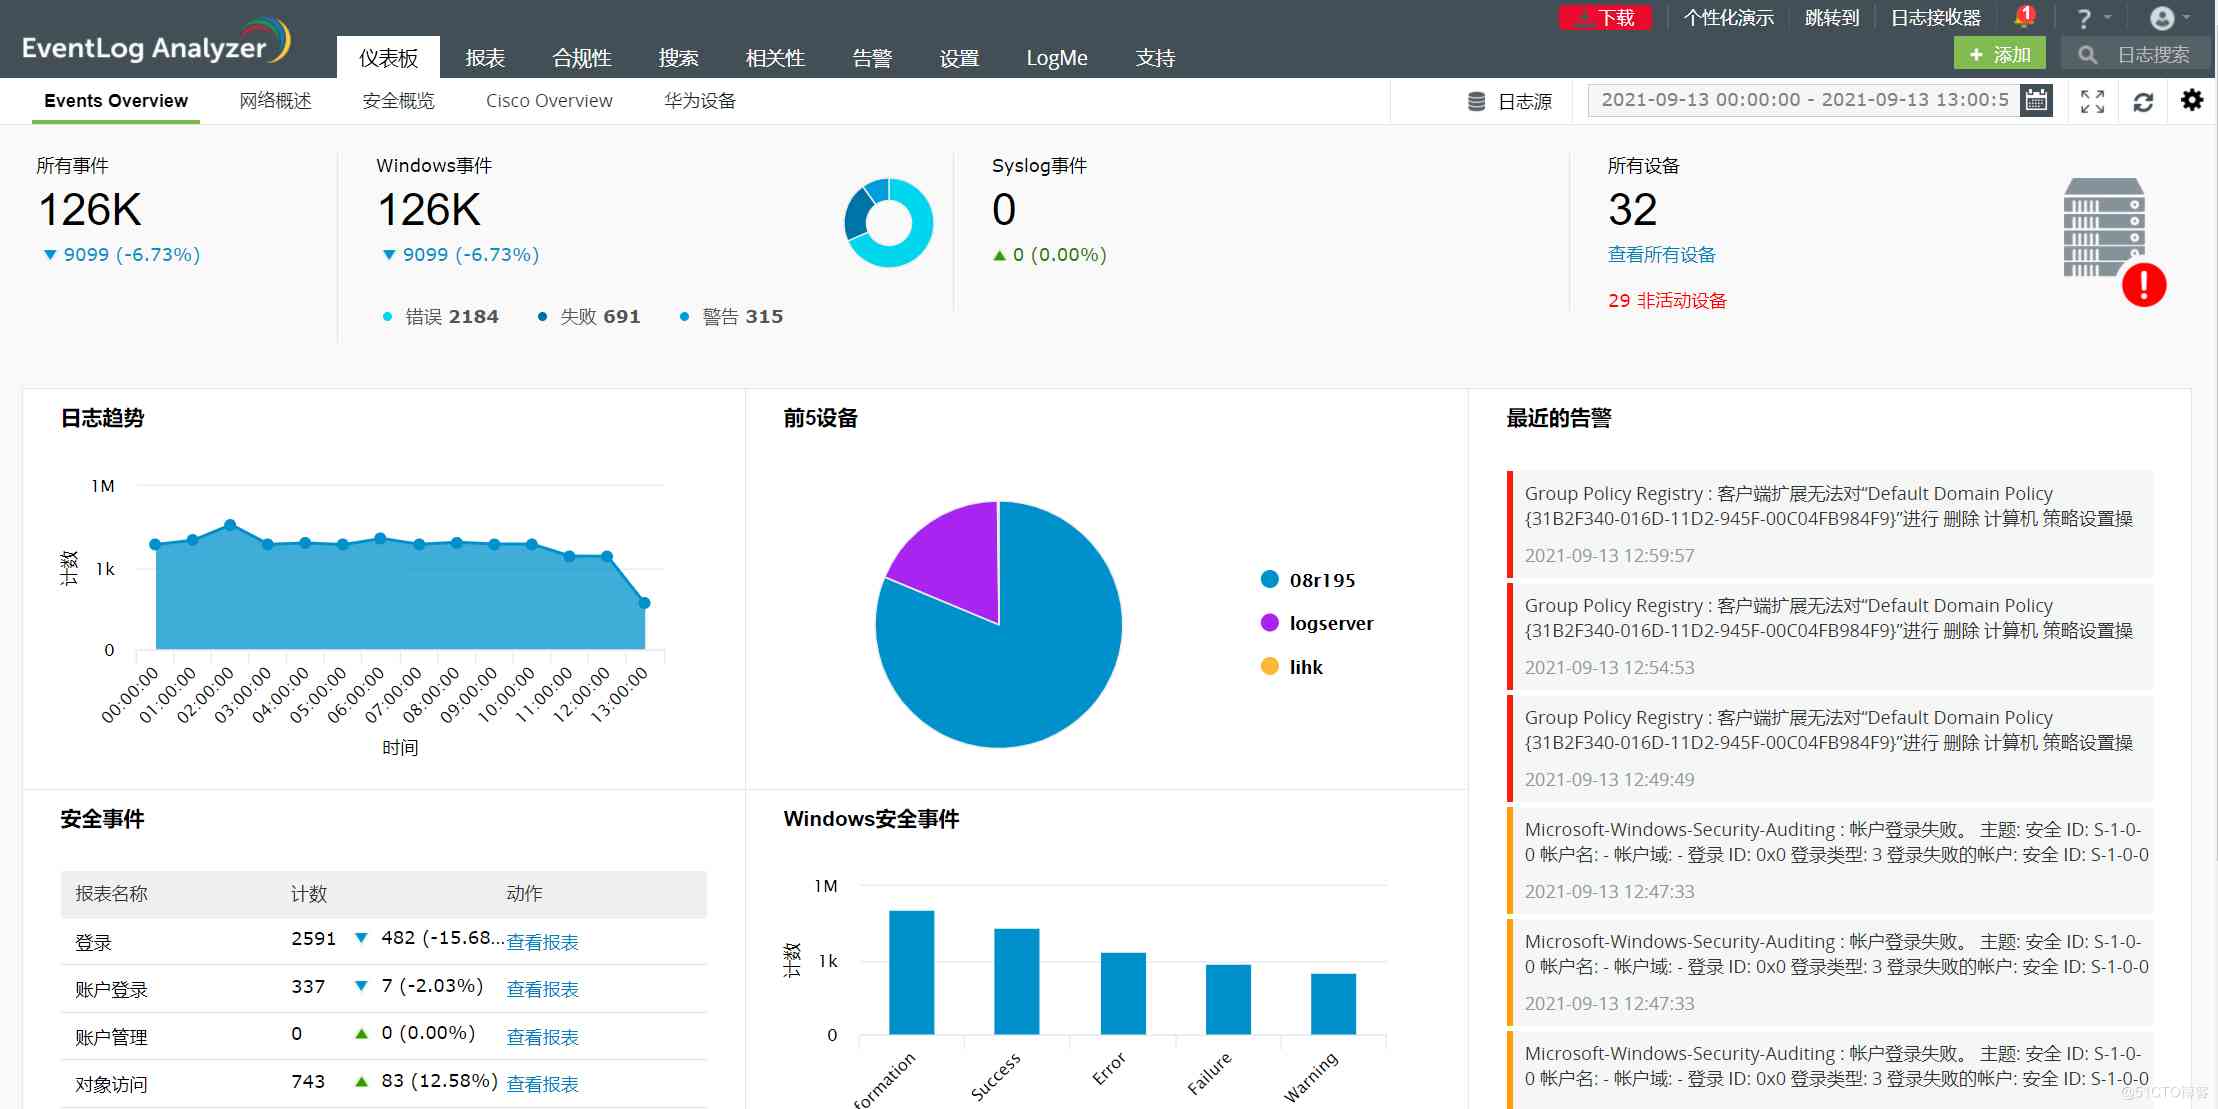 下载
个性化演示
跳转到
日志接收器
1
?
EventLog Analyzer
仪表板
报表
合规性
搜索
相关性
告警
设置
LogMe
支持
+ 添加
日志搜索
Events Overview
网络概述
安全概览
Cisco Overview
华为设备
日志源
2021-09-13 00:00:00 - 2021-09-13 13:00:5
所有事件
126K
9099 (-6.73%)
Windows事件
126K
9099 (-6.73%)
错误 2184
失败 691
警告 315
Syslog事件
0
0 (0.00%)
所有设备
32
查看所有设备
29 非活动设备
日志趋势
1M
1k
0
计数
00:00:00
01:00:00
02:00:00
03:00:00
04:00:00
05:00:00
06:00:00
07:00:00
08:00:00
09:00:00
10:00:00
11:00:00
12:00:00
13:00:00
时间
前5设备
08r195
logserver
lihk
最近的告警
Group Policy Registry : 客户端扩展无法对“Default Domain Policy
{31B2F340-016D-11D2-945F-00C04FB984F9}”进行 删除 计算机 策略设置操
2021-09-13 12:59:57
Group Policy Registry : 客户端扩展无法对“Default Domain Policy
{31B2F340-016D-11D2-945F-00C04FB984F9}”进行 删除 计算机 策略设置操
2021-09-13 12:54:53
Group Policy Registry : 客户端扩展无法对“Default Domain Policy
{31B2F340-016D-11D2-945F-00C04FB984F9}”进行 删除 计算机 策略设置操
2021-09-13 12:49:49
Microsoft-Windows-Security-Auditing : 帐户登录失败。 主题: 安全 ID: S-1-0-
0 帐户名: - 帐户域: - 登录 ID: 0x0 登录类型: 3 登录失败的帐户: 安全 ID: S-1-0-0
2021-09-13 12:47:33
Microsoft-Windows-Security-Auditing : 帐户登录失败。 主题: 安全 ID: S-1-0-
0 帐户名: - 帐户域: - 登录 ID: 0x0 登录类型: 3 登录失败的帐户: 安全 ID: S-1-0-0
2021-09-13 12:47:33
Microsoft-Windows-Security-Auditing : 帐户登录失败。 主题: 安全 ID: S-1-0-
0 帐户名: - 帐户域: - 登录 ID: 0x0 登录类型: 3 登录失败的帐户: 安全 ID: S-1-0-0
安全事件
报表名称 计数 动作
登录 2591 482 (-15.68... 查看报表
账户登录 337 7 (-2.03%) 查看报表
账户管理 0 0 (0.00%) 查看报表
对象访问 743 83 (12.58%) 查看报表
Windows安全事件
1M
1k
0
计数
formation
Success
Error
Failure
Warning
@51CTO博客